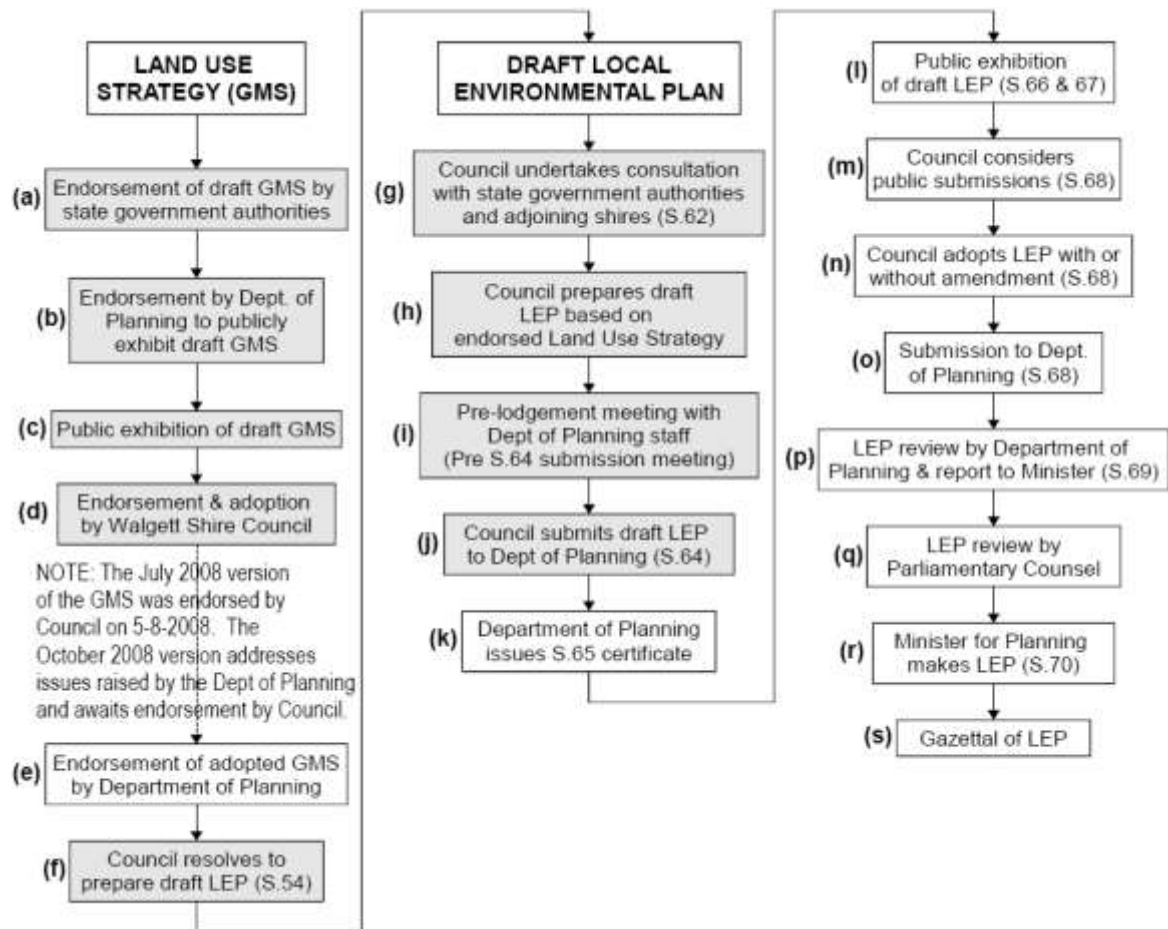 LAND USE
STRATEGY (GMS)
(a)
Endorsement of draft GMS by
state government authorities
(b)
Endorsement by Dept. of
Planning to publicly
exhibit draft GMS
(c)
Public exhibition of draft GMS
(d)
Endorsement & adoption
by Walgett Shire Council
NOTE: The July 2008 version
of the GMS was endorsed by
Council on 5-8-2008. The
October 2008 version addresses
issues raised by the Dept of Planning
and awaits endorsement by Council.
(e)
Endorsement of adopted GMS
by Department of Planning
(f)
Council resolves to
prepare draft LEP (S.54)
DRAFT LOCAL
ENVIRONMENTAL PLAN
(g)
Council undertakes consultation
with state government authorities
and adjoining shires (S.62)
(h)
Council prepares draft
LEP based on
endorsed Land Use Strategy
(i)
Pre-lodgement meeting with
Dept of Planning staff
(Pre S.64 submission meeting)
(j)
Council submits draft LEP
to Dept of Planning (S.64)
(k)
Department of Planning
issues S.65 certificate
(l)
Public exhibition
of draft LEP (S.66 & 67)
(m)
Council considers
public submissions (S.68)
(n)
Council adopts LEP with or
without amendment (S.68)
(o)
Submission to Dept.
of Planning (S.68)
(p)
LEP review by Department of
Planning & report to Minister (S.69)
(q)
LEP review by
Parliamentary Counsel
(r)
Minister for Planning
makes LEP (S.70)
(s)
Gazettal of LEP